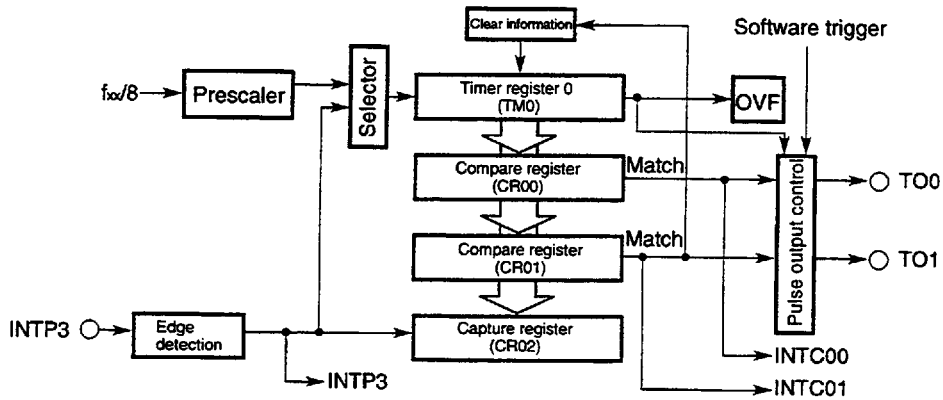 Clear information
Software trigger
fxx/8
Prescaler
Selector
Timer register 0
(TM0)
OVF
Compare register
(CR00)
Match
Pulse output control
TO0
Compare register
(CR01)
Match
TO1
INTP3
Edge
detection
Capture register
(CR02)
INTP3
INTC00
INTC01